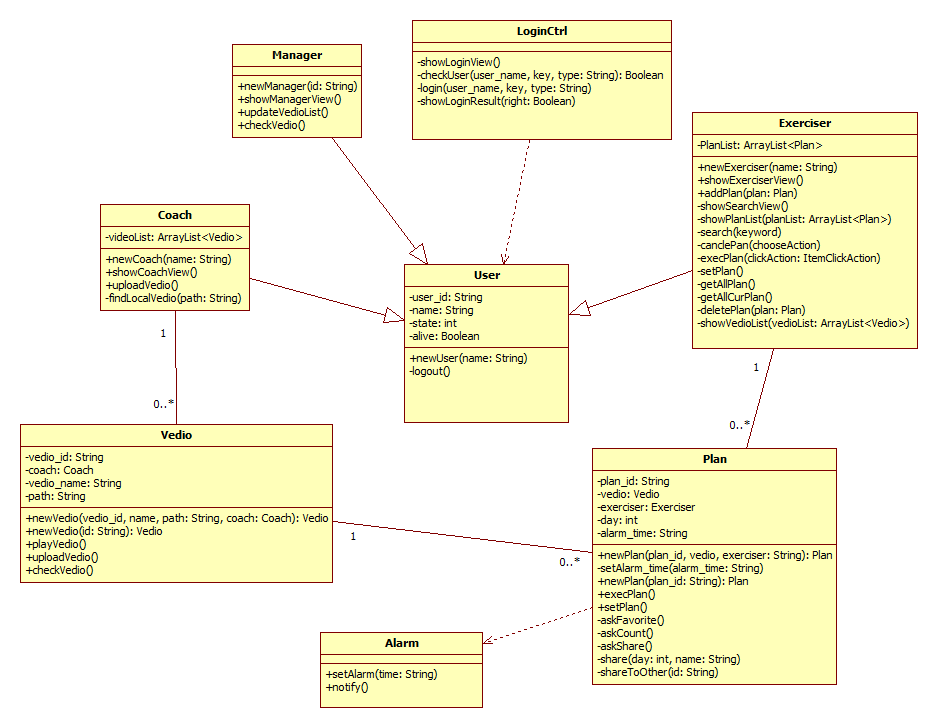 LoginCtrl
-showLoginView()
-checkUser(user_name, key, type: String): Boolean
-login(user_name, key, type: String)
-showLoginResult(right: Boolean)
Manager
+newManager(id: String)
+showManagerView()
+updateVedioList()
+checkVedio()
Exerciser
-PlanList: ArrayList<Plan>
+newExerciser(name: String)
+showExerciserView()
+addPlan(plan: Plan)
-showSearchView()
-showPlanList(planList: ArrayList<Plan>)
-search(keyword)
-canclePan(chooseAction)
-execPlan(clickAction: ItemClickAction)
-setPlan()
-getAllPlan()
-getAllCurPlan()
-deletePlan(plan: Plan)
-showVedioList(vedioList: ArrayList<Vedio>)
Coach
-videoList: ArrayList<Vedio>
+newCoach(name: String)
+showCoachView()
+uploadVedio()
-findLocalVedio(path: String)
User
-user_id: String
-name: String
-state: int
-alive: Boolean
+newUser(name: String)
-logout()
1
0..*
1
0..*
Vedio
-vedio_id: String
-coach: Coach
-vedio_name: String
-path: String
+newVedio(vedio_id, name, path: String, coach: Coach): Vedio
+newVedio(id: String): Vedio
+playVedio()
+uploadVedio()
+checkVedio()
1
0..*
Plan
-plan_id: String
-vedio: Vedio
-exerciser: Exerciser
-day: int
-alarm_time: String
+newPlan(plan_id, vedio, exerciser: String): Plan
-setAlarm_time(alarm_time: String)
+newPlan(plan_id: String): Plan
+execPlan()
+setPlan()
-askFavorite()
-askCount()
-askShare()
-share(day: int, name: String)
-shareToOther(id: String)
Alarm
+setAlarm(time: String)
+notify()